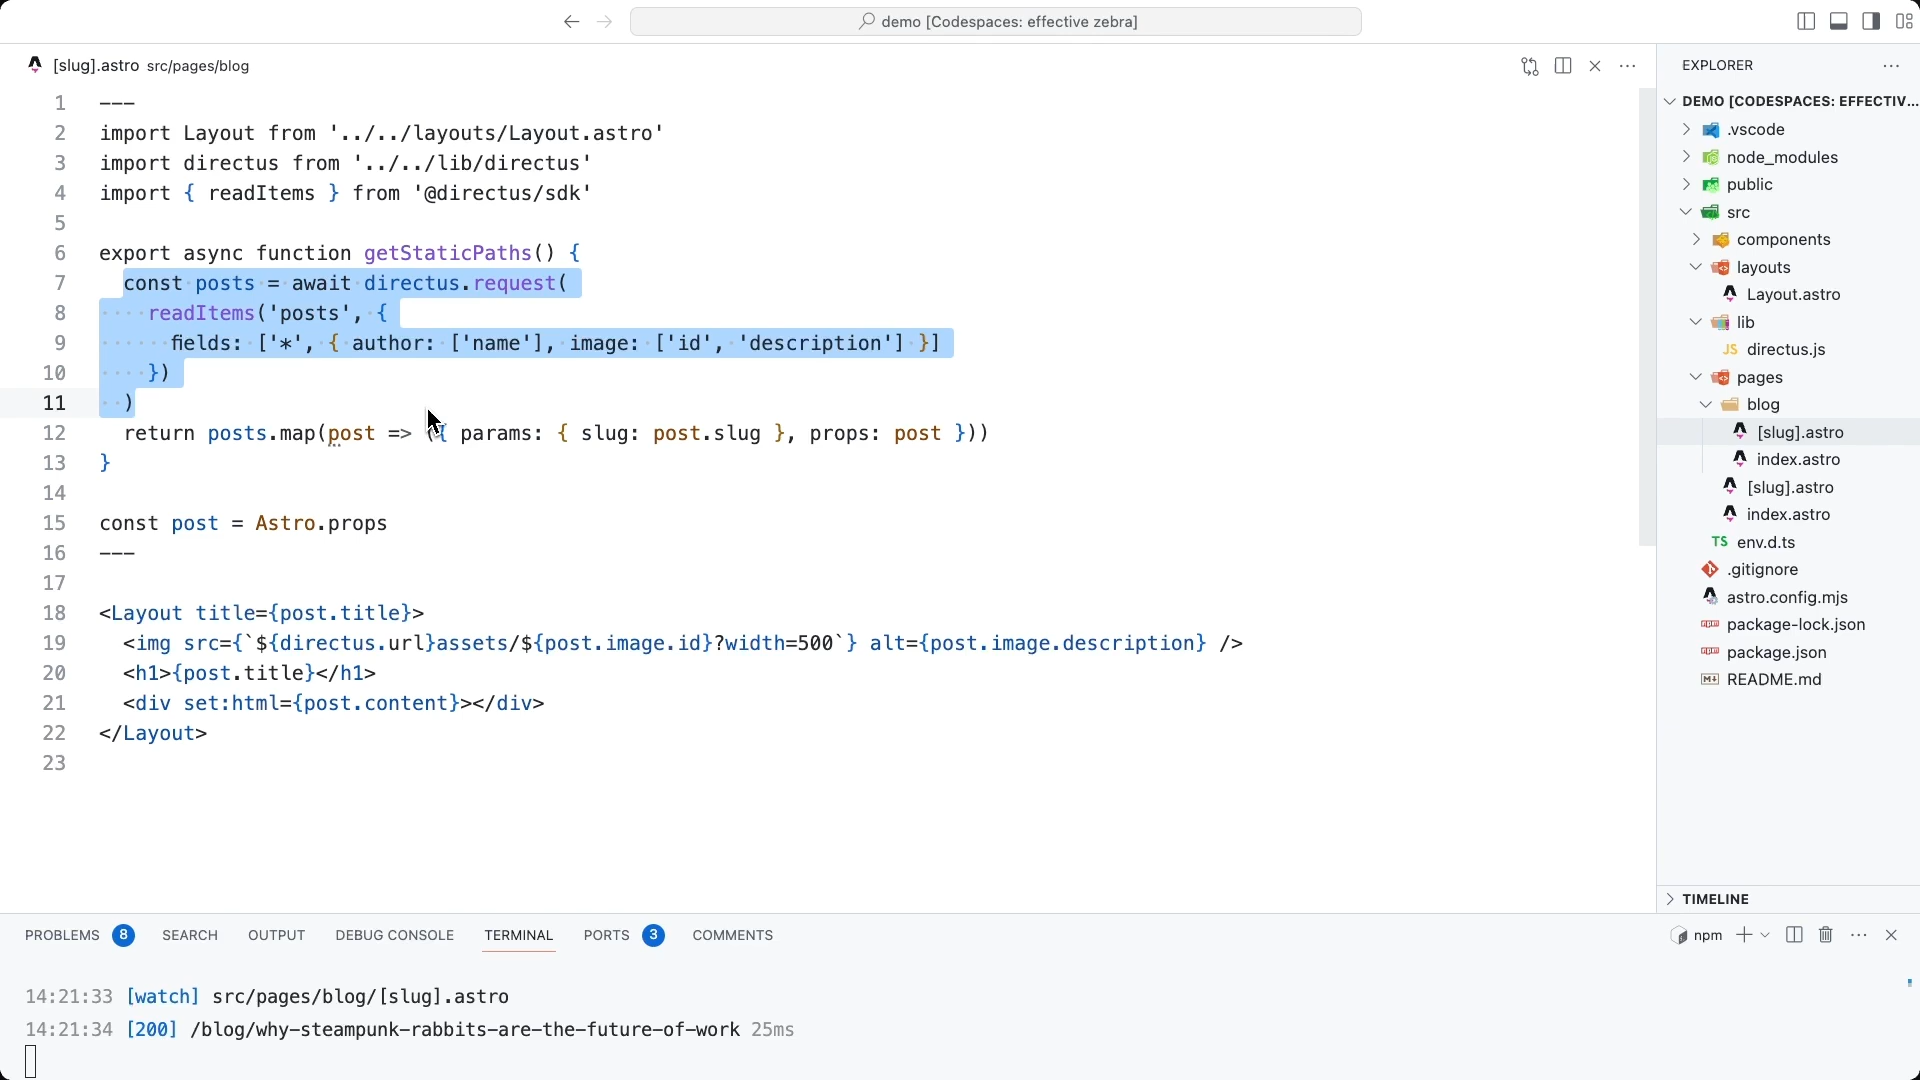 demo [Codespaces: effective zebra]
[slug].astro src/pages/blog
1 ---
2 import Layout from '../../layouts/Layout.astro'
3 import directus from '../../lib/directus'
4 import { readItems } from '@directus/sdk'
5
6 export async function getStaticPaths() {
7 const posts = await directus.request(
8 readItems('posts', {
9 fields: ['*', { author: ['name'], image: ['id', 'description'] }]
10 })
11 )
12 return posts.map(post => ({ params: { slug: post.slug }, props: post }))
13 }
14
15 const post = Astro.props
16 ---
17
18 <Layout title={post.title}>
19 <img src={`${directus.url}assets/${post.image.id}?width=500`} alt={post.image.description} />
20 <h1>{post.title}</h1>
21 <div set:html={post.content}></div>
22 </Layout>
23
EXPLORER
DEMO [CODESPACES: EFFECTIV...
.vscode
node_modules
public
src
components
layouts
Layout.astro
lib
JS directus.js
pages
blog
[slug].astro
index.astro
[slug].astro
index.astro
TS env.d.ts
.gitignore
astro.config.mjs
package-lock.json
package.json
README.md
TIMELINE
PROBLEMS 8 SEARCH OUTPUT DEBUG CONSOLE TERMINAL PORTS 3 COMMENTS
npm
14:21:33 [watch] src/pages/blog/[slug].astro
14:21:34 [200] /blog/why-steampunk-rabbits-are-the-future-of-work 25ms